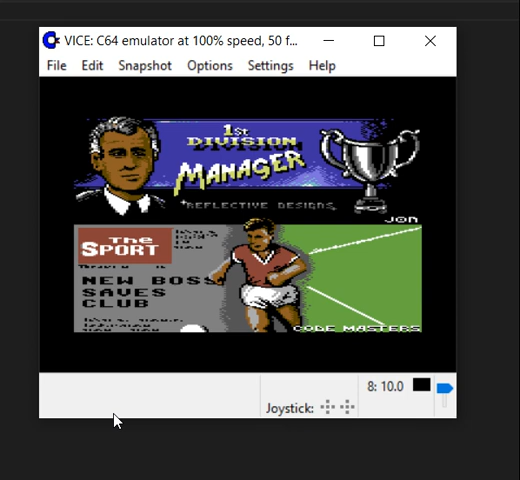 VICE: C64 emulator at 100% speed, 50 f...
File Edit Snapshot Options Settings Help
1st
DIVISION
MANAGER
REFLECTIVE DESIGNS
JON
The
SPORT
NEW BOSS
SAVES
CLUB
CODE MASTERS
8: 10.0
Joystick: